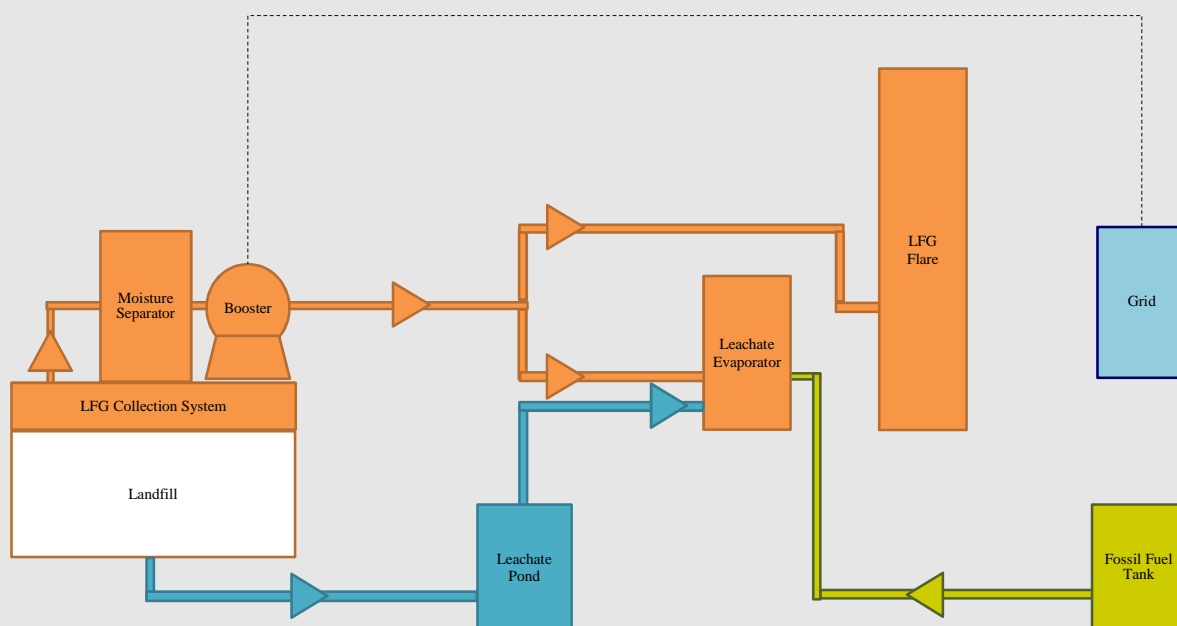 LFG
Flare
Moisture
Separator
Booster
Grid
Leachate
Evaporator
LFG Collection System
Landfill
Leachate
Pond
Fossil Fuel
Tank